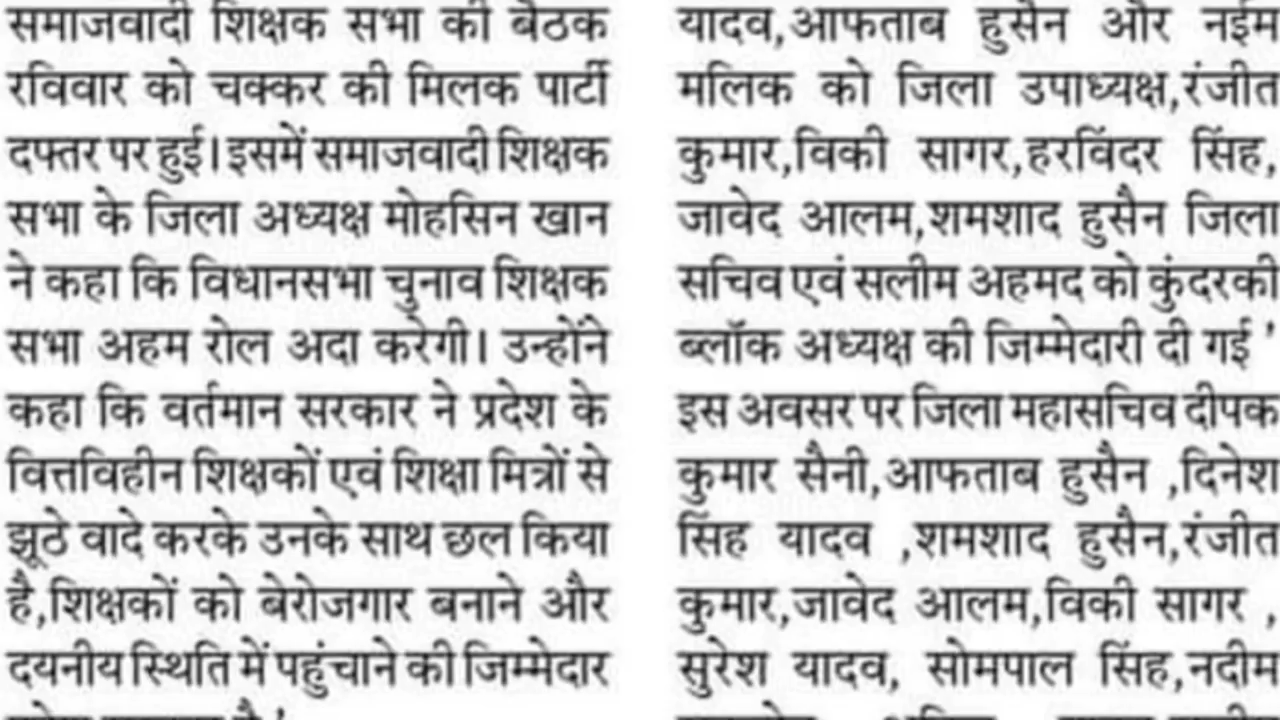 समाजवादी शिक्षक सभा की बैठक
रविवार को चक्कर की मिलक पार्टी
दफ्तर पर हुई। इसमें समाजवादी शिक्षक
सभा के जिला अध्यक्ष मोहसिन खान
ने कहा कि विधानसभा चुनाव शिक्षक
सभा अहम रोल अदा करेगी। उन्होंने
कहा कि वर्तमान सरकार ने प्रदेश के
वित्तविहीन शिक्षकों एवं शिक्षा मित्रों से
झूठे वादे करके उनके साथ छल किया
है,शिक्षकों को बेरोजगार बनाने और
दयनीय स्थिति में पहुंचाने की जिम्मेदार
यादव,आफताब हुसैन और नईम
मलिक को जिला उपाध्यक्ष,रंजीत
कुमार,विकी सागर,हरविंदर सिंह,
जावेद आलम,शमशाद हुसैन जिला
सचिव एवं सलीम अहमद को कुंदरकी
ब्लॉक अध्यक्ष की जिम्मेदारी दी गई '
इस अवसर पर जिला महासचिव दीपक
कुमार सैनी,आफताब हुसैन ,दिनेश
सिंह यादव ,शमशाद हुसैन,रंजीत
कुमार,जावेद आलम,विकी सागर ,
सुरेश यादव, सोमपाल सिंह,नदीम